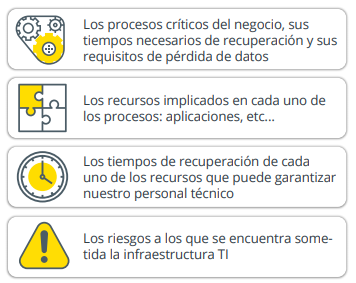 Los procesos críticos del negocio, sus
tiempos necesarios de recuperación y sus
requisitos de pérdida de datos
Los recursos implicados en cada uno de
los procesos: aplicaciones, etc...
Los tiempos de recuperación de cada
uno de los recursos que puede garantizar
nuestro personal técnico
Los riesgos a los que se encuentra some-
tida la infraestructura TI